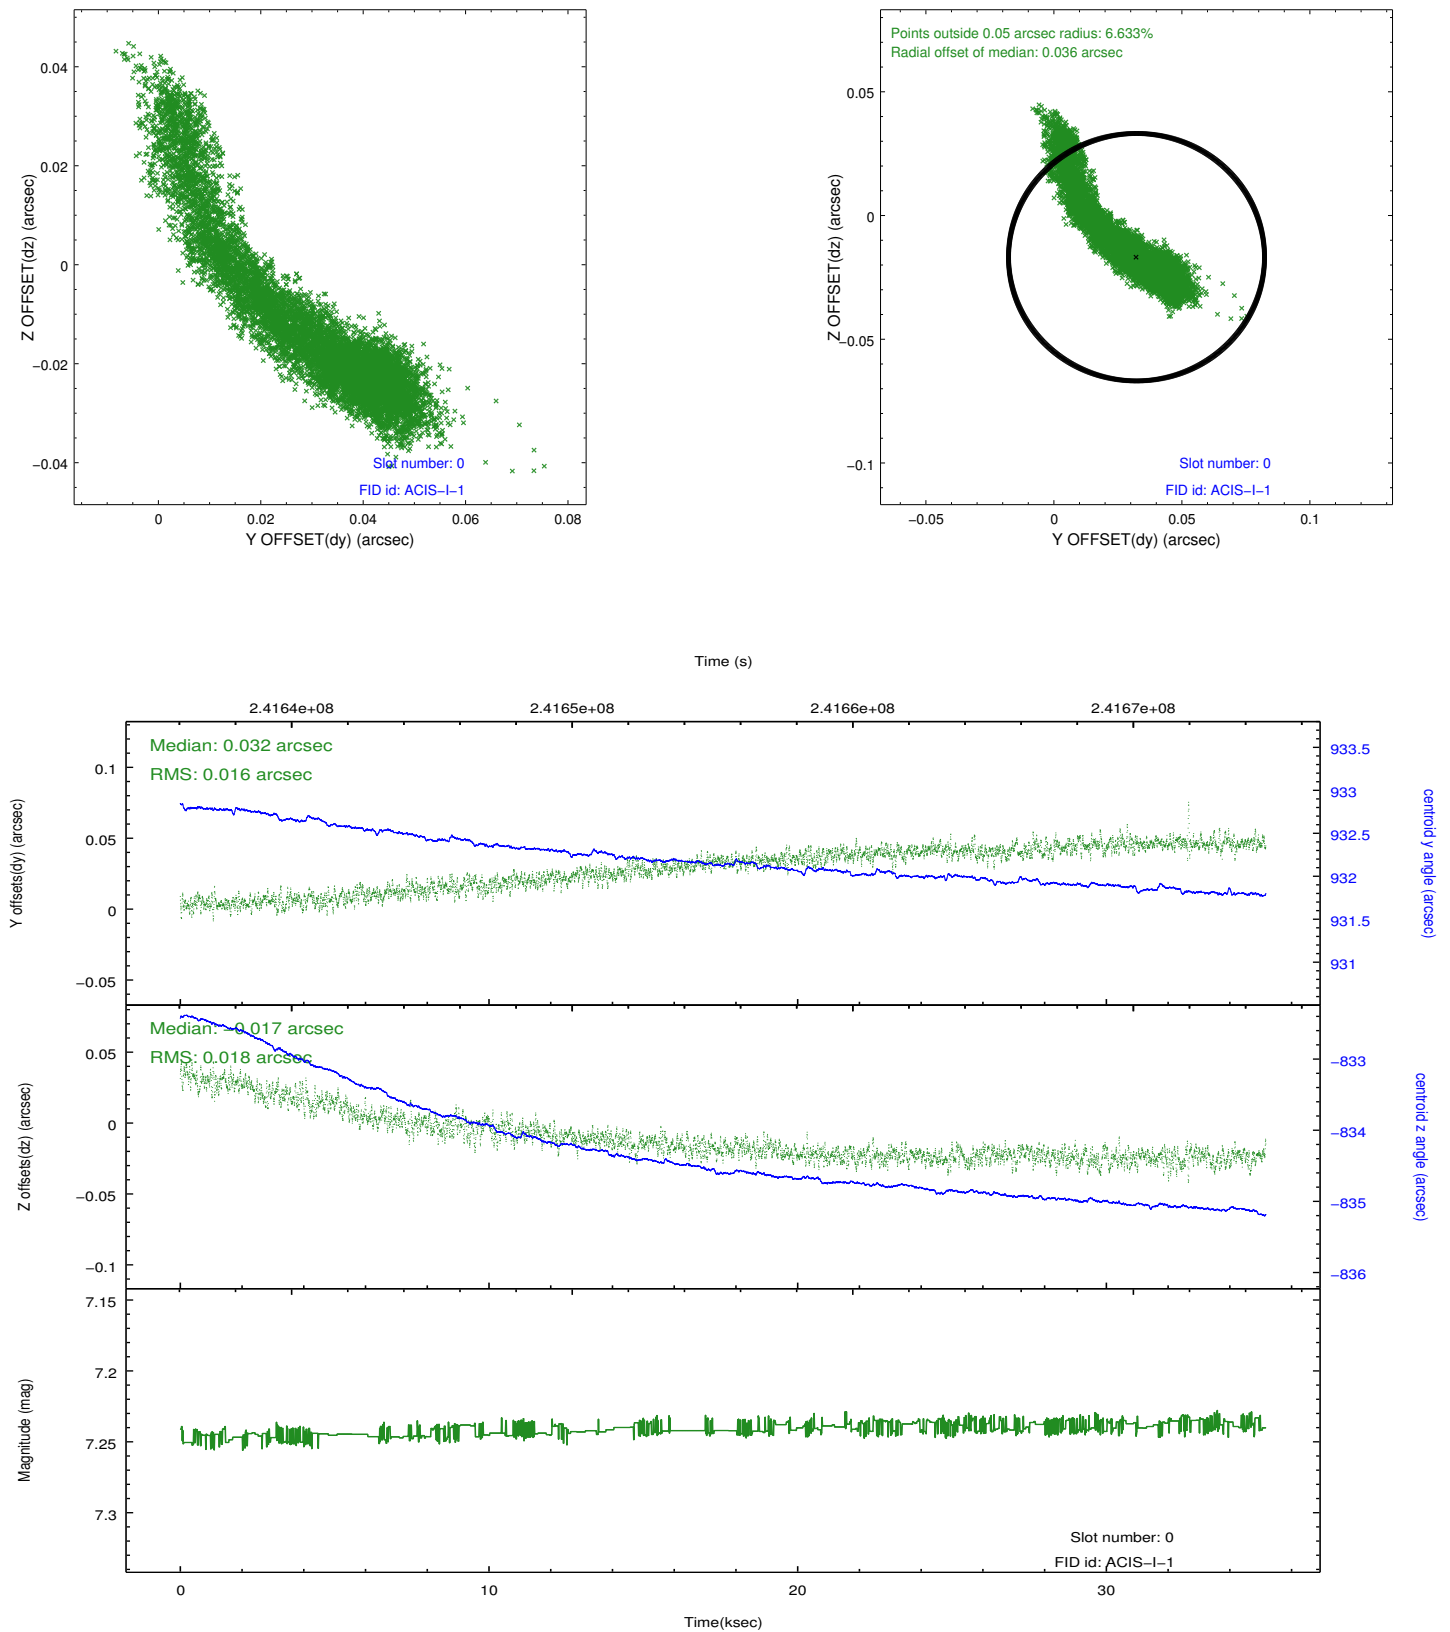 0.04
0.02
0
−0.02
−0.04
Z OFFSET(dz) (arcsec)
Slot number: 0
FID id: ACIS−I−1
0
0.02
0.04
0.06
0.08
Y OFFSET(dy) (arcsec)
Points outside 0.05 arcsec radius: 6.633%
Radial offset of median: 0.036 arcsec
0.05
0
−0.05
−0.1
Z OFFSET(dz) (arcsec)
Slot number: 0
FID id: ACIS−I−1
−0.05
0
0.05
0.1
Y OFFSET(dy) (arcsec)
Time (s)
2.4164e+08
2.4165e+08
2.4166e+08
2.4167e+08
Median: 0.032 arcsec
RMS: 0.016 arcsec
0.1
0.05
0
−0.05
Y offsets(dy) (arcsec)
933.5
933
932.5
932
931.5
931
centroid y angle (arcsec)
Median: −0.017 arcsec
RMS: 0.018 arcsec
0.05
0
−0.05
−0.1
Z offsets(dz) (arcsec)
−833
−834
−835
−836
centroid z angle (arcsec)
7.15
7.2
7.25
7.3
Magnitude (mag)
Slot number: 0
FID id: ACIS−I−1
0
10
20
30
Time(ksec)